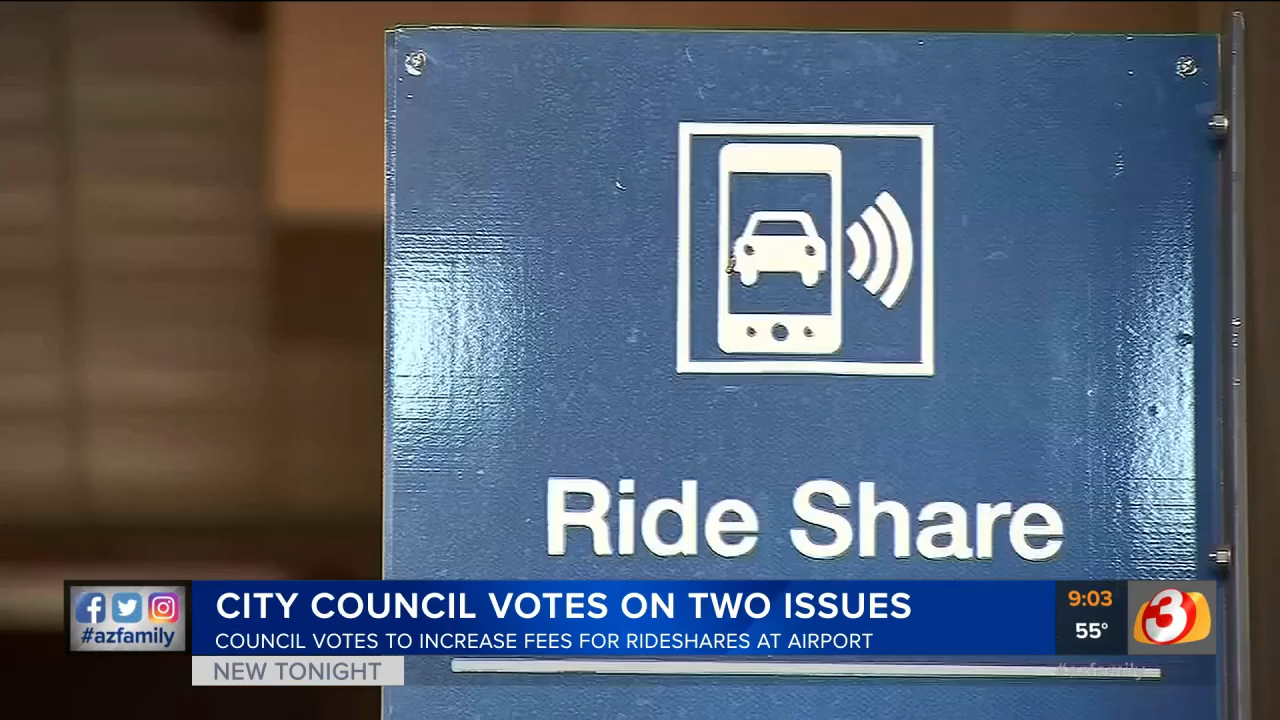 Ride Share
CITY COUNCIL VOTES ON TWO ISSUES
COUNCIL VOTES TO INCREASE FEES FOR RIDESHARES AT AIRPORT
NEW TONIGHT
#azfamily
9:03
55°
3
#azfamily